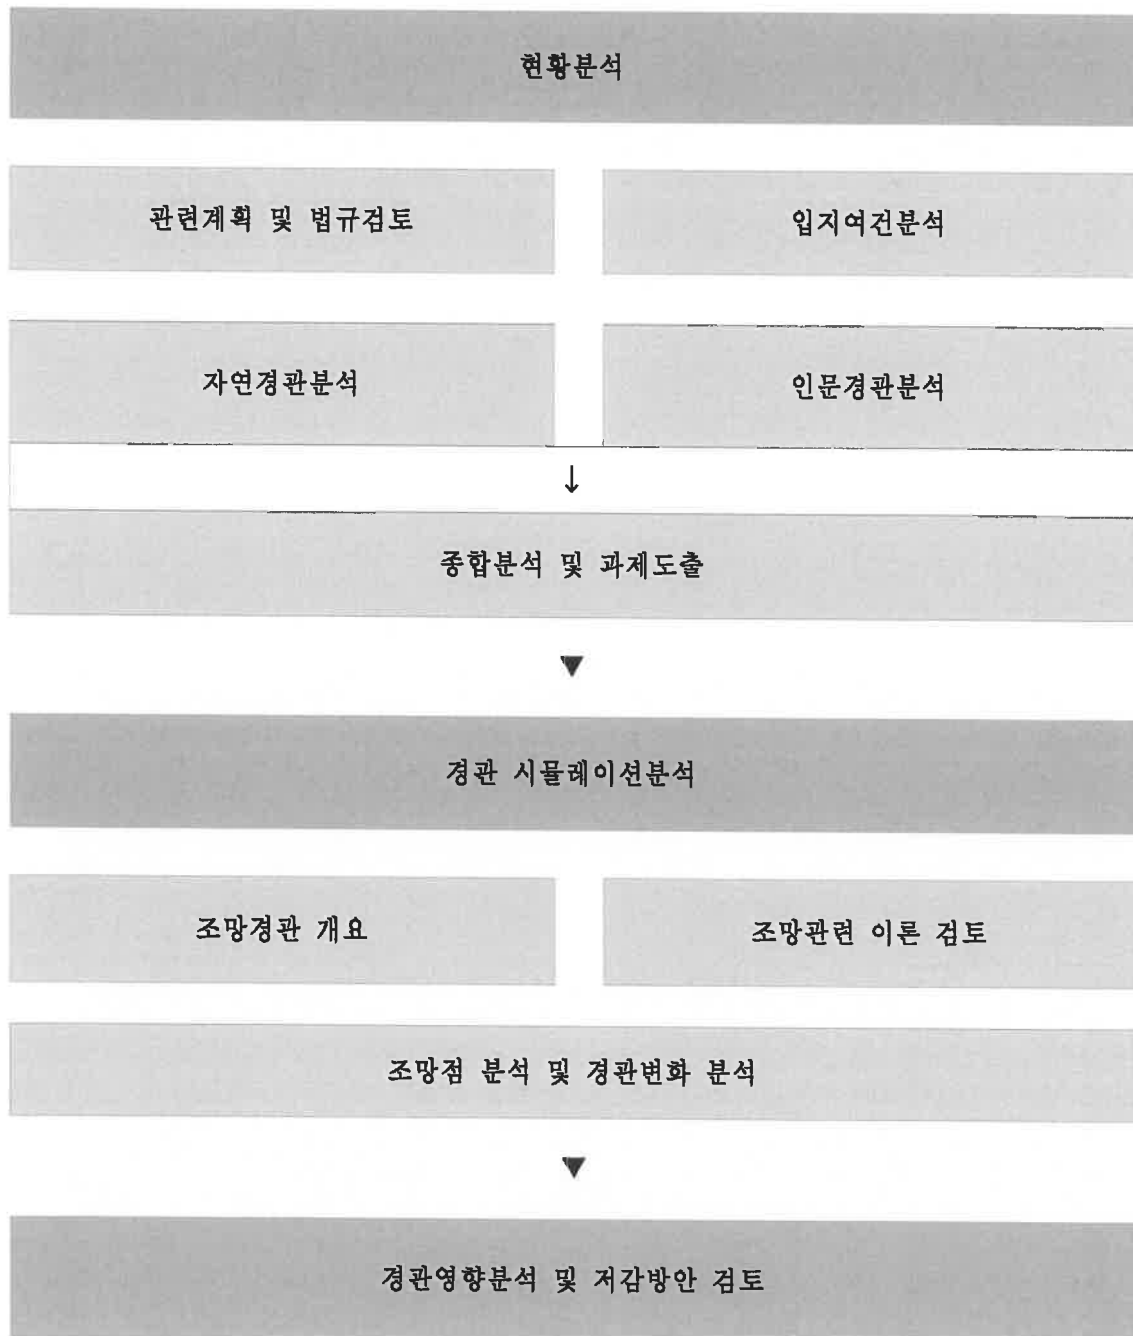 현황분석
관련계획 및 법규검토
입지여건분석
자연경관분석
인문경관분석
↓
종합분석 및 과제도출
▼
경관 시뮬레이션분석
조망경관 개요
조망관련 이론 검토
조망점 분석 및 경관변화 분석
▼
경관영향분석 및 저감방안 검토